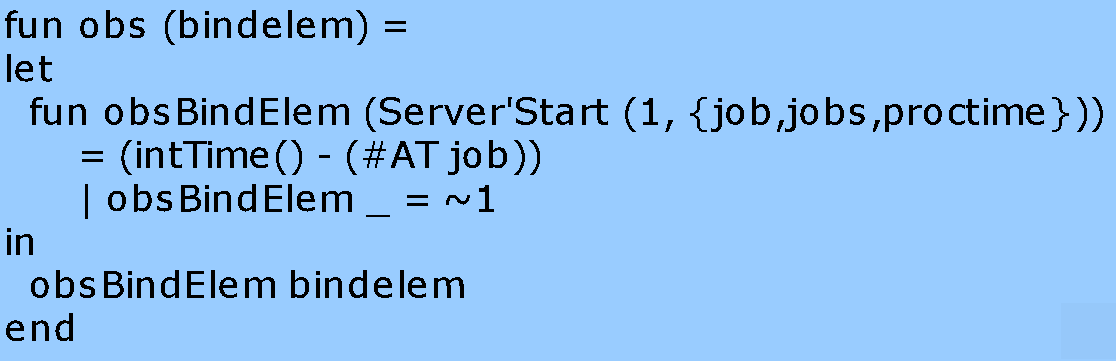 fun obs (bindelem) =
let
fun obsBindElem (Server'Start (1, {job,jobs,proctime}))
= (intTime() - (#AT job))
| obsBindElem _ = ~1
in
obsBindElem bindelem
end